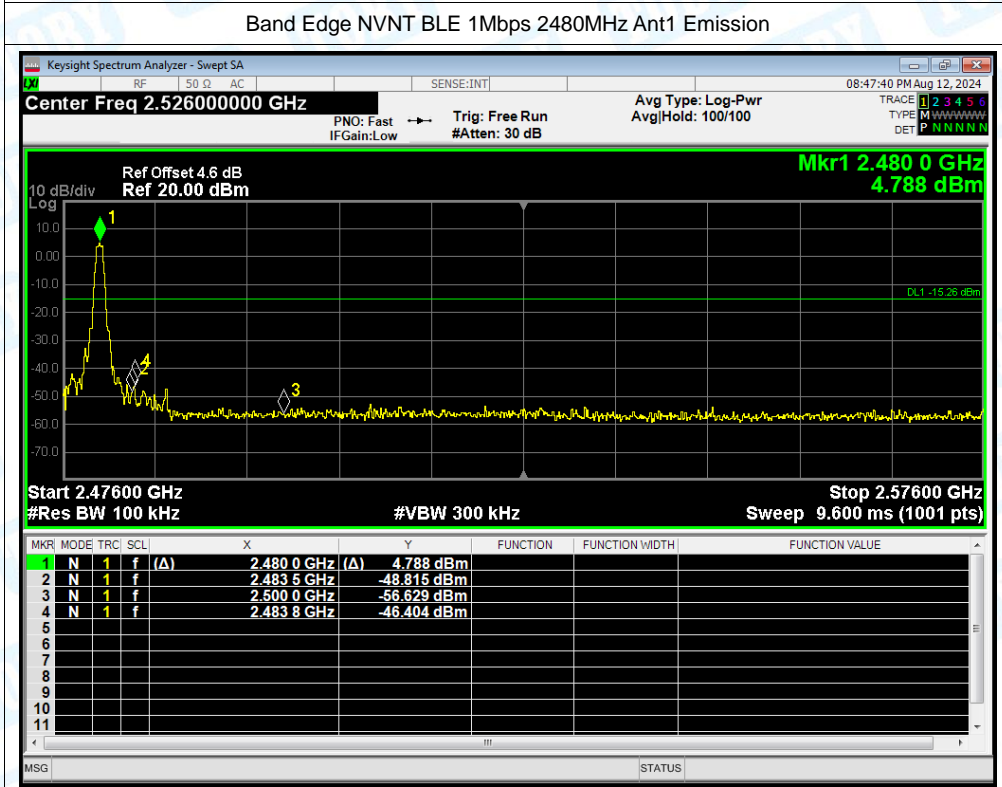 Band Edge NVNT BLE 1Mbps 2480MHz Ant1 Emission
Keysight Spectrum Analyzer - Swept SA
LXI RF 50 Ω AC SENSE:INT 08:47:40 PM Aug 12, 2024
Center Freq 2.526000000 GHz
PNO: Fast
IFGain:Low
Trig: Free Run
#Atten: 30 dB
Avg Type: Log-Pwr
Avg|Hold: 100/100
TRACE 1 2 3 4 5 6
TYPE M WWWWW
DET P N N N N N
Mkr1 2.480 0 GHz
4.788 dBm
Ref Offset 4.6 dB
10 dB/div Ref 20.00 dBm
Log
10.0
0.00
-10.0
-20.0
-30.0
-40.0
-50.0
-60.0
-70.0
1
4
2
3
DL1 -15.26 dBm
Start 2.47600 GHz Stop 2.57600 GHz
#Res BW 100 kHz #VBW 300 kHz Sweep 9.600 ms (1001 pts)
MKR MODE TRC SCL X Y FUNCTION FUNCTION WIDTH FUNCTION VALUE
1 N 1 f (Δ) 2.480 0 GHz (Δ) 4.788 dBm
2 N 1 f 2.483 5 GHz -48.815 dBm
3 N 1 f 2.500 0 GHz -56.629 dBm
4 N 1 f 2.483 8 GHz -46.404 dBm
5
6
7
8
9
10
11
MSG STATUS